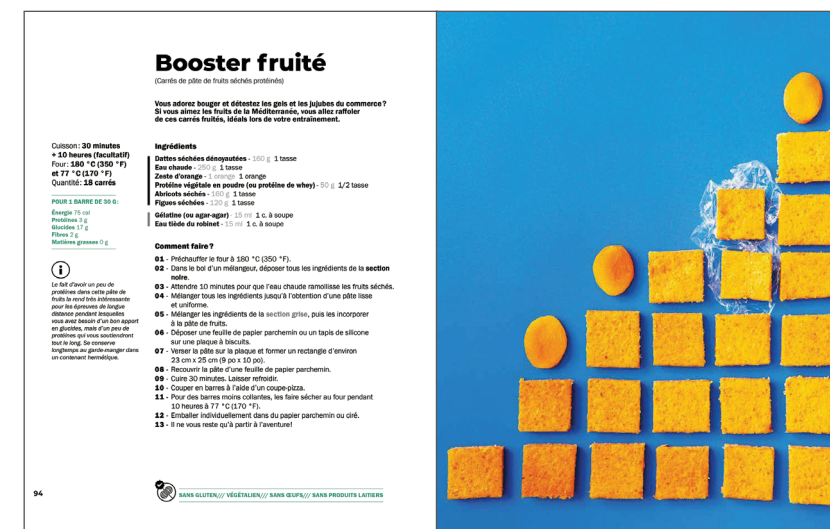 Booster fruité
(Carrés de pâte de fruits séchés protéinés)
Vous adorez bouger et détestez les gels et les jujubes du commerce?
Si vous aimez les fruits de la Méditerranée, vous allez raffoler
de ces carrés fruités, idéals lors de votre entraînement.
Cuisson: 30 minutes
+ 10 heures (facultatif)
Four: 180 °C (350 °F)
et 77 °C (170 °F)
Quantité: 18 carrés
POUR 1 BARRE DE 30 G:
Énergie 75 cal
Protéines 3 g
Glucides 17 g
Fibres 2 g
Matières grasses 0 g
i
Le fait d'avoir un peu de
protéines dans cette pâte de
fruits la rend très intéressante
pour les épreuves de longue
distance pendant lesquelles
vous avez besoin d'un bon apport
en glucides, mais d'un peu de
protéines qui vous soutiendront
tout le long. Se conserve
longtemps au garde-manger dans
un contenant hermétique.
Ingrédients
Dattes séchées dénoyautées - 160 g 1 tasse
Eau chaude - 250 g 1 tasse
Zeste d'orange - 1 orange 1 orange
Protéine végétale en poudre (ou protéine de whey) - 50 g 1/2 tasse
Abricots séchés - 160 g 1 tasse
Figues séchées - 120 g 1 tasse
Gélatine (ou agar-agar) - 15 ml 1 c. à soupe
Eau tiède du robinet - 15 ml 1 c. à soupe
Comment faire?
01 - Préchauffer le four à 180 °C (350 °F).
02 - Dans le bol d'un mélangeur, déposer tous les ingrédients de la section
noire.
03 - Attendre 10 minutes pour que l'eau chaude ramollisse les fruits séchés.
04 - Mélanger tous les ingrédients jusqu'à l'obtention d'une pâte lisse
et uniforme.
05 - Mélanger les ingrédients de la section grise, puis les incorporer
à la pâte de fruits.
06 - Déposer une feuille de papier parchemin ou un tapis de silicone
sur une plaque à biscuits.
07 - Verser la pâte sur la plaque et former un rectangle d'environ
23 cm x 25 cm (9 po x 10 po).
08 - Recouvrir la pâte d'une feuille de papier parchemin.
09 - Cuire 30 minutes. Laisser refroidir.
10 - Couper en barres à l'aide d'un coupe-pizza.
11 - Pour des barres moins collantes, les faire sécher au four pendant
10 heures à 77 °C (170 °F).
12 - Emballer individuellement dans du papier parchemin ou ciré.
13 - Il ne vous reste qu'à partir à l'aventure!
94
SANS GLUTEN/// VÉGÉTALIEN/// SANS ŒUFS/// SANS PRODUITS LAITIERS